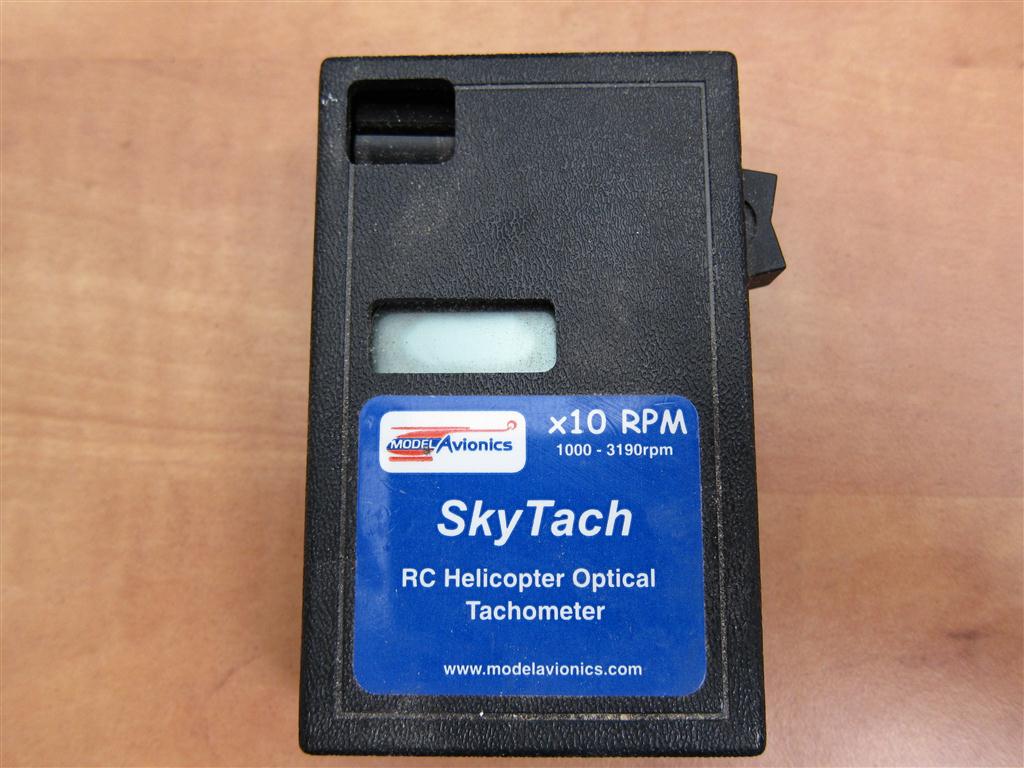 MODEL Avionics
x10 RPM
1000 - 3190rpm
SkyTach
RC Helicopter Optical
Tachometer
www.modelavionics.com